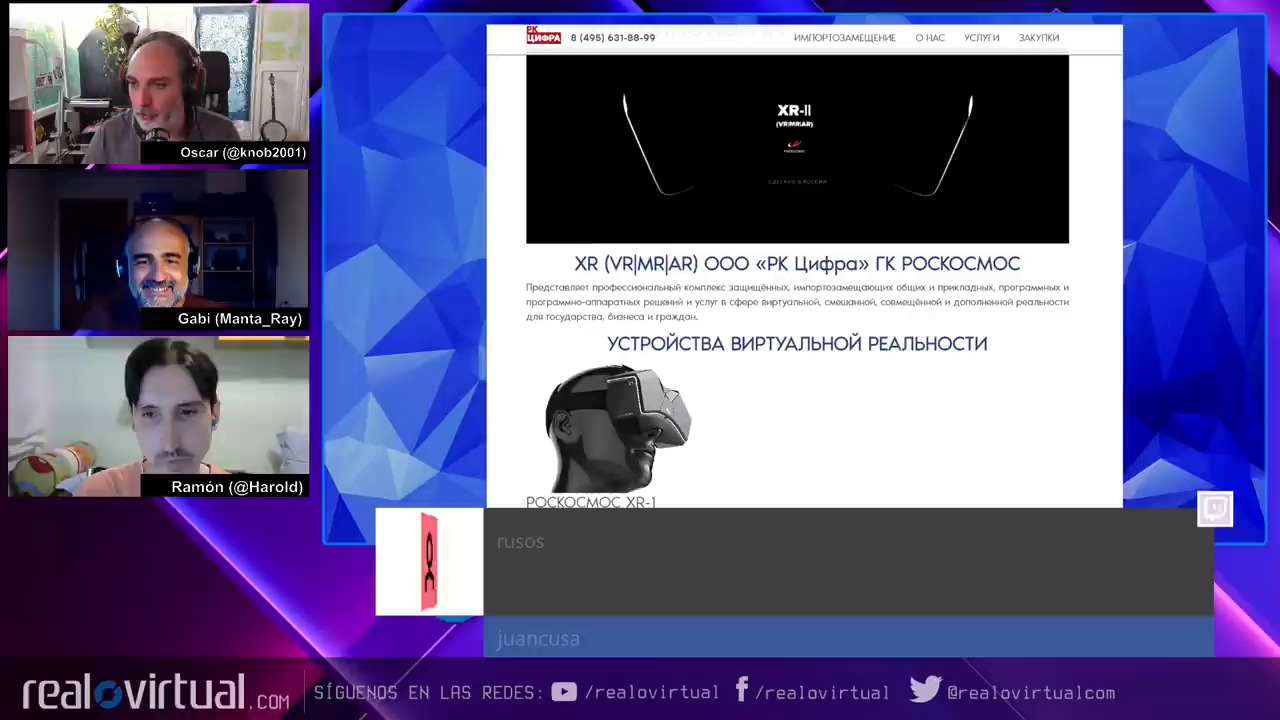 Oscar (@knob2001)
Gabi (Manta_Ray)
Ramón (@Harold)
РК
ЦИФРА
8 (495) 631-88-99
ИМПОРТОЗАМЕЩЕНИЕ
О НАС
УСЛУГИ
ЗАКУПКИ
XR-II
(VR|MR|AR)
РОСКОСМОС
СДЕЛАНО В РОССИИ
XR (VR|MR|AR) ООО «РК Цифра» ГК РОСКОСМОС
Представляет профессиональный комплекс защищённых, импортозамещающих общих и прикладных, программных и
программно-аппаратных решений и услуг в сфере виртуальной, смешанной, совмещённой и дополненной реальности
для государства, бизнеса и граждан.
УСТРОЙСТВА ВИРТУАЛЬНОЙ РЕАЛЬНОСТИ
РОСКОСМОС XR-1
rusos
juancusa
realovirtual.com
SÍGUENOS EN LAS REDES:
/realovirtual
/realovirtual
@realovirtualcom